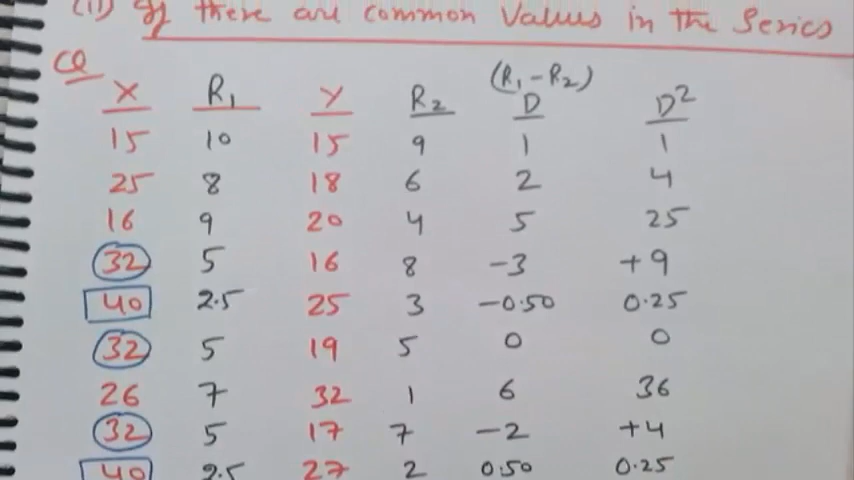 (ii) If there are common Values in the Series
Q
(R₁-R₂)
X R₁ Y R₂ D D²
15 10 15 9 1 1
25 8 18 6 2 4
16 9 20 4 5 25
32 5 16 8 -3 +9
40 2.5 25 3 -0.50 0.25
32 5 19 5 0 0
26 7 32 1 6 36
32 5 17 7 -2 +4
40 2.5 27 2 0.50 0.25